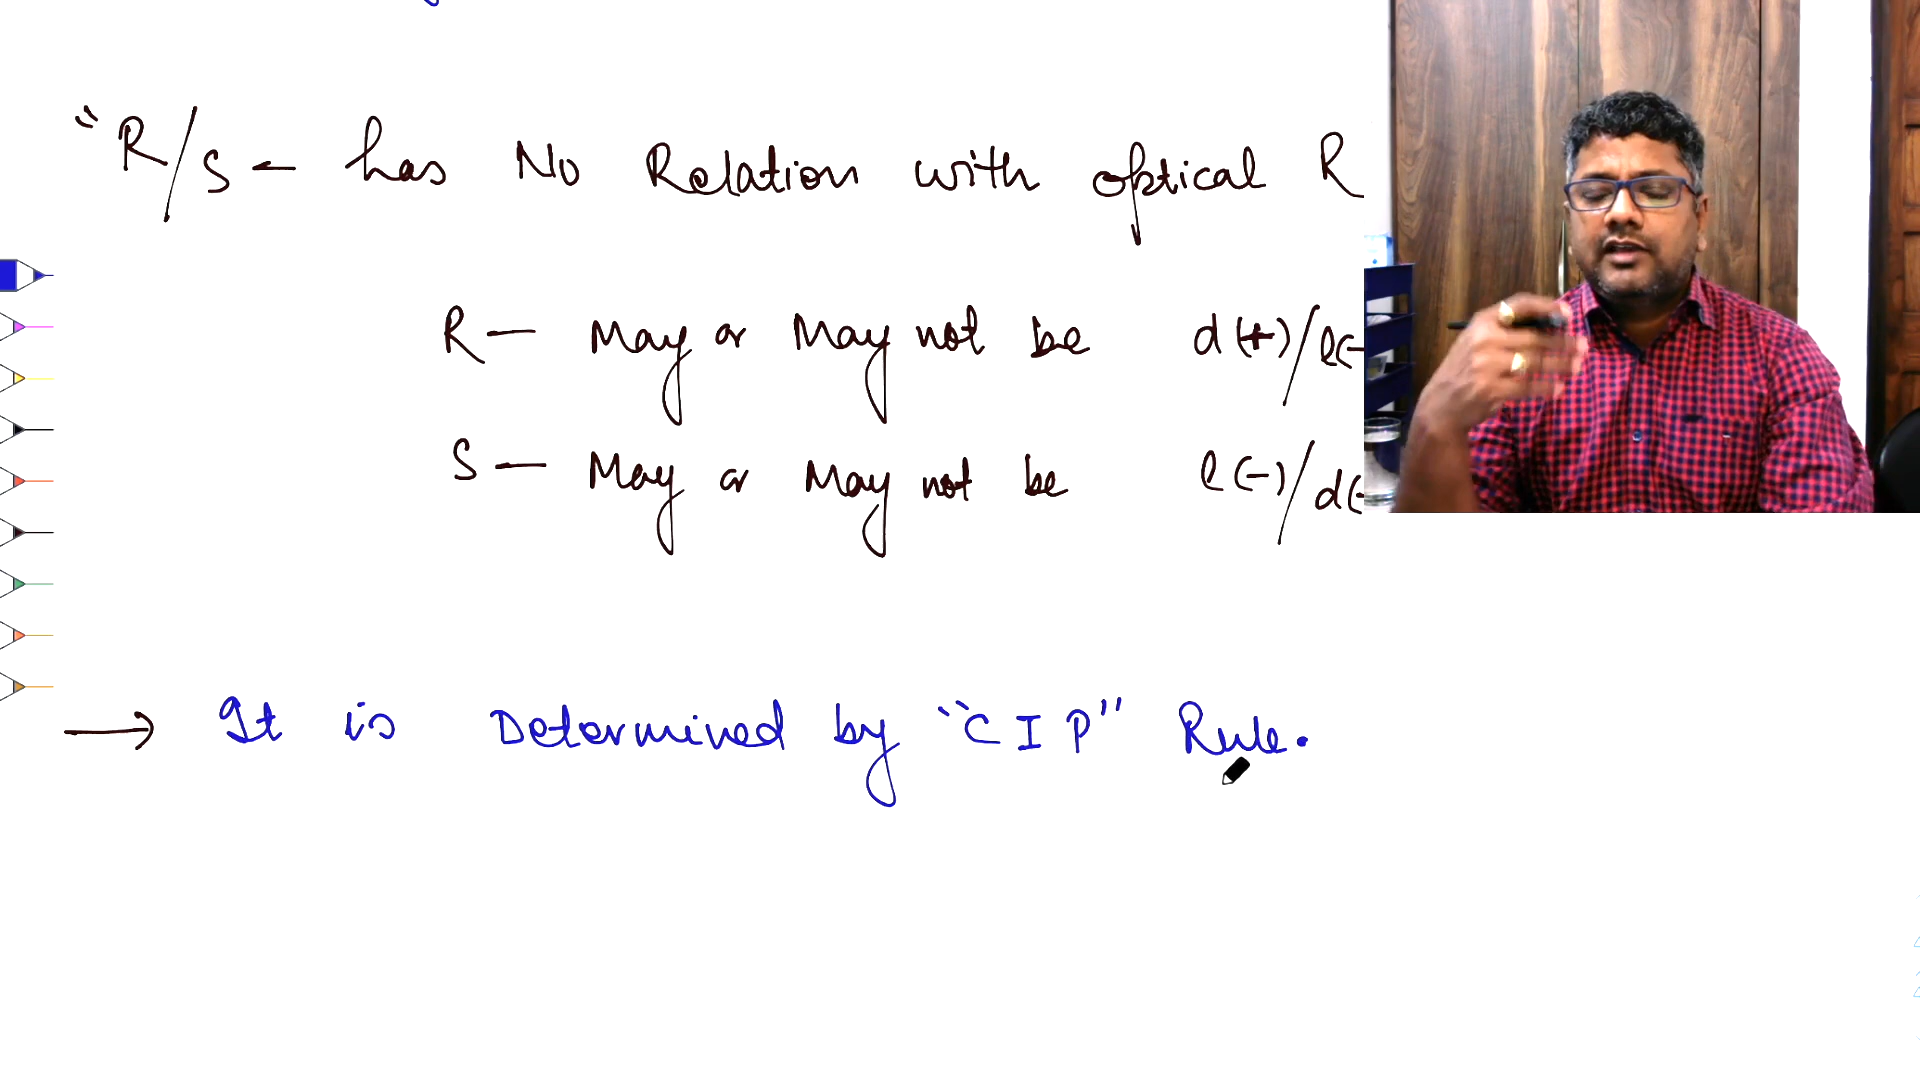 "R/S - has No Relation with optical R
R - May or May not be d(+)/l(-
S - May or May not be l(-)/d(
→ It is Determined by "CIP" Rule.